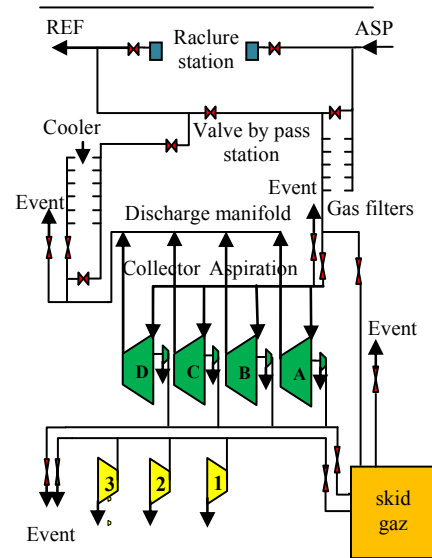 REF
Raclure
station
ASP
Cooler
Valve by pass
station
Event
Event
Gas filters
Discharge manifold
Collector Aspiration
Event
D
C
B
A
3
2
1
skid
gaz
Event